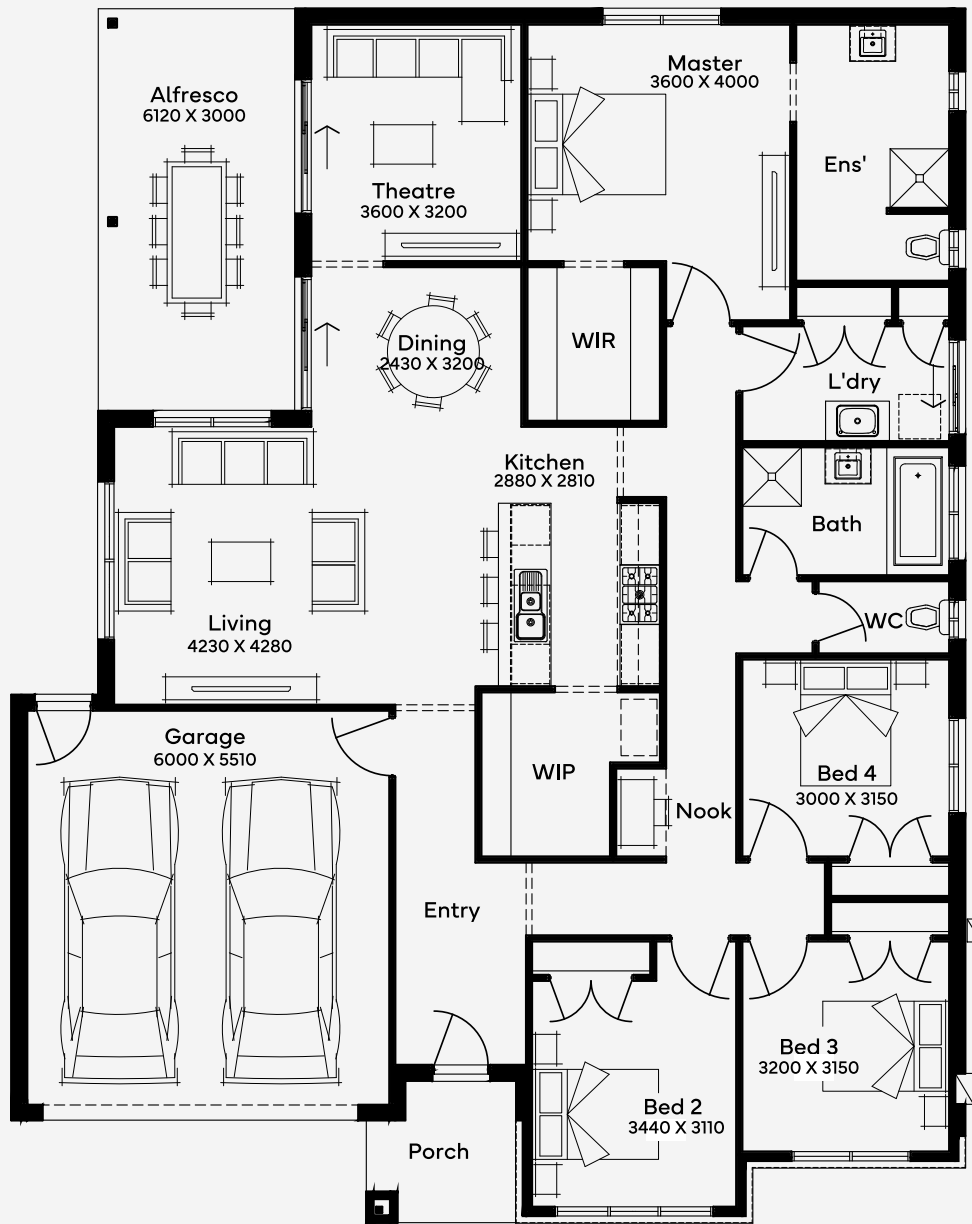 Alfresco
6120 X 3000
Theatre
3600 X 3200
Master
3600 X 4000
Ens'
Dining
2430 X 3200
WIR
L'dry
Kitchen
2880 X 2810
Bath
Living
4230 X 4280
WC
Garage
6000 X 5510
WIP
Nook
Bed 4
3000 X 3150
Entry
Bed 3
3200 X 3150
Bed 2
3440 X 3110
Porch